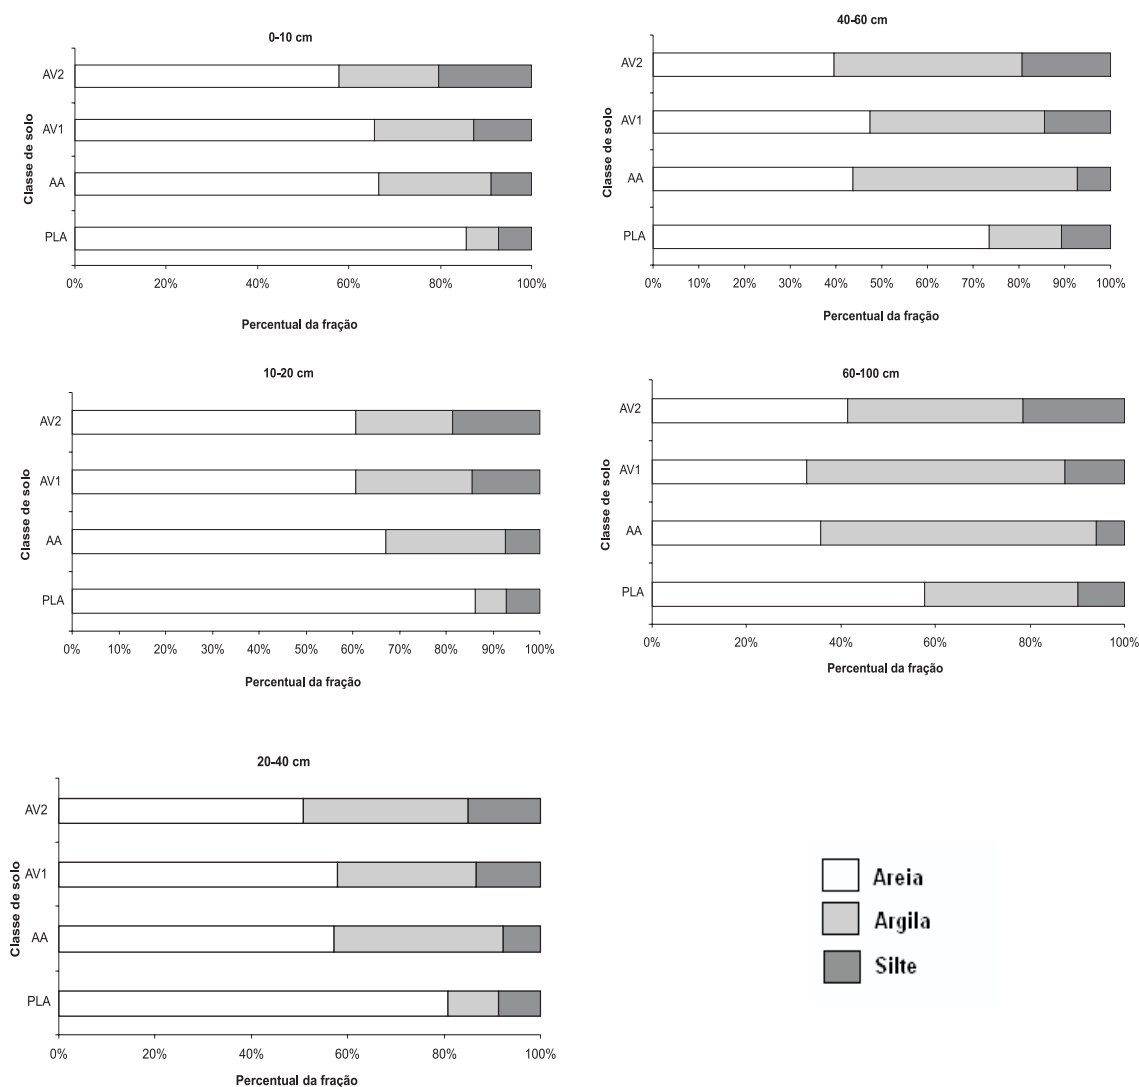 0-10 cm
Classe de solo
AV2
AV1
AA
PLA
0% 20% 40% 60% 80% 100%
Percentual da fração
40-60 cm
Classe de solo
AV2
AV1
AA
PLA
0% 10% 20% 30% 40% 50% 60% 70% 80% 90% 100%
Percentual da fração
10-20 cm
Classe de solo
AV2
AV1
AA
PLA
0% 10% 20% 30% 40% 50% 60% 70% 80% 90% 100%
Percentual da fração
60-100 cm
Classe de solo
AV2
AV1
AA
PLA
0% 20% 40% 60% 80% 100%
Percentual da fração
20-40 cm
Classe de solo
AV2
AV1
AA
PLA
0% 20% 40% 60% 80% 100%
Percentual da fração
Areia
Argila
Silte